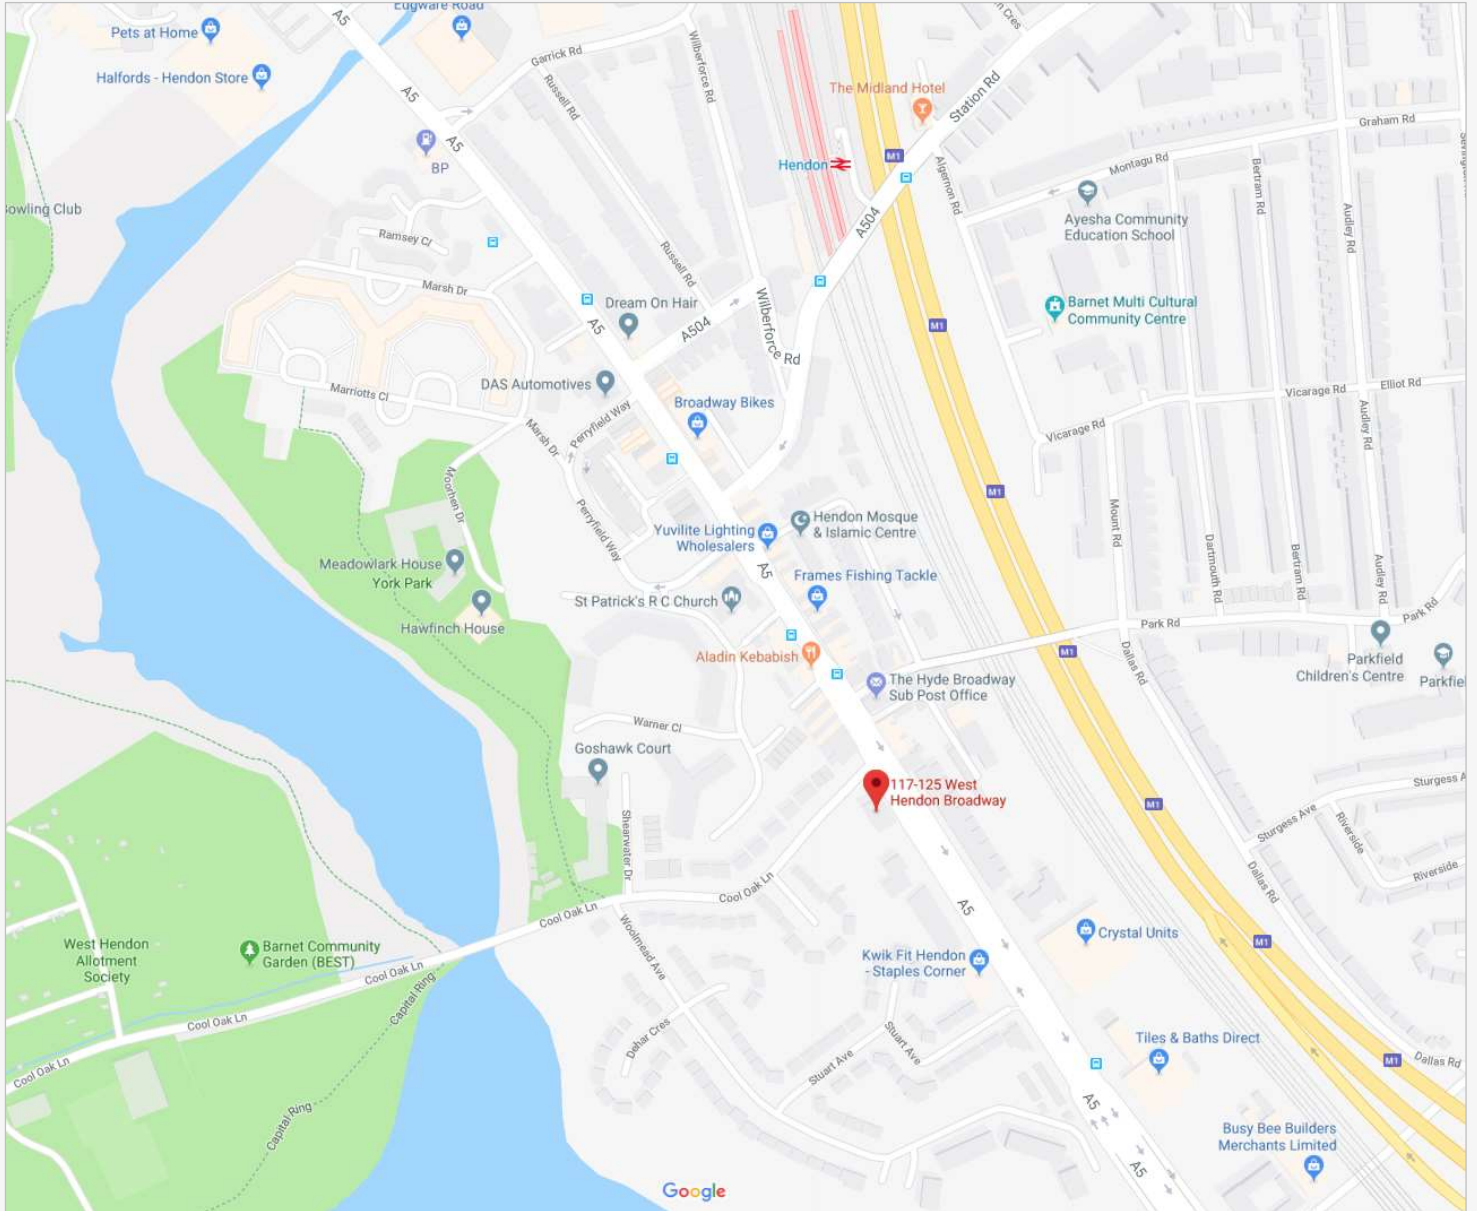 Edgware Road
A5
n Cres
Pets at Home
Halfords - Hendon Store
Garrick Rd
Wilberforce Rd
Russell Rd
The Midland Hotel
Station Rd
A5
A5
BP
Hendon
M1
Graham Rd
Montagu Rd
Algernon Rd
Bertram Rd
Bowling Club
Ramsey Cl
Ayesha Community
Education School
Audley Rd
A504
Russell Rd
Marsh Dr
Dream On Hair
A5
A504
Wilberforce Rd
M1
Barnet Multi Cultural
Community Centre
DAS Automotives
Marriotts Cl
Broadway Bikes
Perryfield Way
Marsh Dr
Vicarage Rd
Elliot Rd
Vicarage Rd
Audley Rd
Moorhen Dr
M1
Perryfield Way
Yuvilite Lighting
Wholesalers
Hendon Mosque
& Islamic Centre
Mount Rd
Dartmouth Rd
Bertram Rd
Audley Rd
Meadowlark House
York Park
A5
Frames Fishing Tackle
St Patrick's R C Church
Hawfinch House
Park Rd
Park Rd
Aladin Kebabish
M1
Dallas Rd
The Hyde Broadway
Sub Post Office
Parkfield
Children's Centre
Parkfiel
Warner Cl
Goshawk Court
117-125 West
Hendon Broadway
Sturgess A
M1
Sturgess Ave
Riverside
Shearwater Dr
Riverside
Dallas Rd
Cool Oak Ln
Cool Oak Ln
A5
West Hendon
Allotment
Society
Barnet Community
Garden (BEST)
Woolmead Ave
Crystal Units
M1
Kwik Fit Hendon
- Staples Corner
Cool Oak Ln
Capital Ring
Cool Oak Ln
Dehar Cres
Stuart Ave
Stuart Ave
Tiles & Baths Direct
M1
Dallas Rd
Cool Oak Ln
Capital Ring
A5
Busy Bee Builders
Merchants Limited
A5
Google